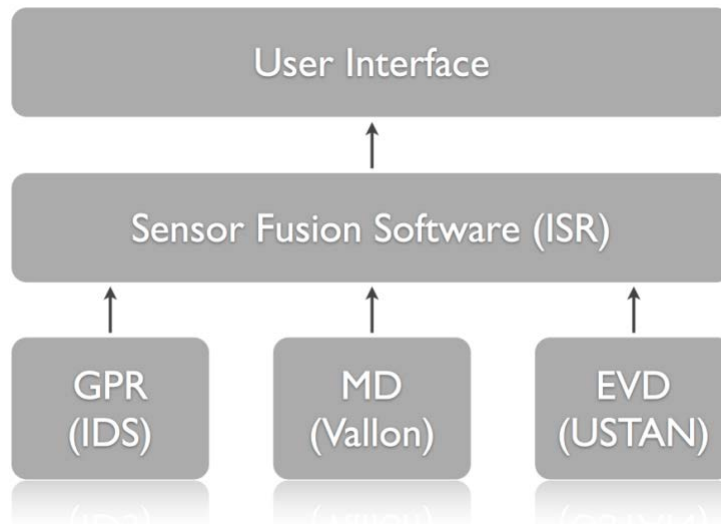 User Interface
Sensor Fusion Software (ISR)
GPR
(IDS)
MD
(Vallon)
EVD
(USTAN)